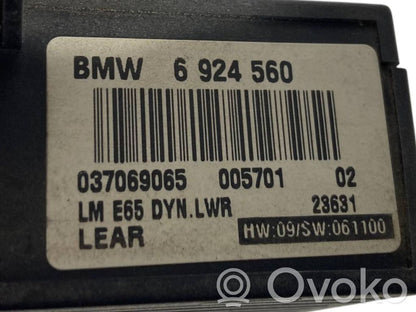 BMW 6 924 560
037069065 005701 02
LM E65 DYN.LWR 23631
LEAR HW:09/SW:061100
Ovoko